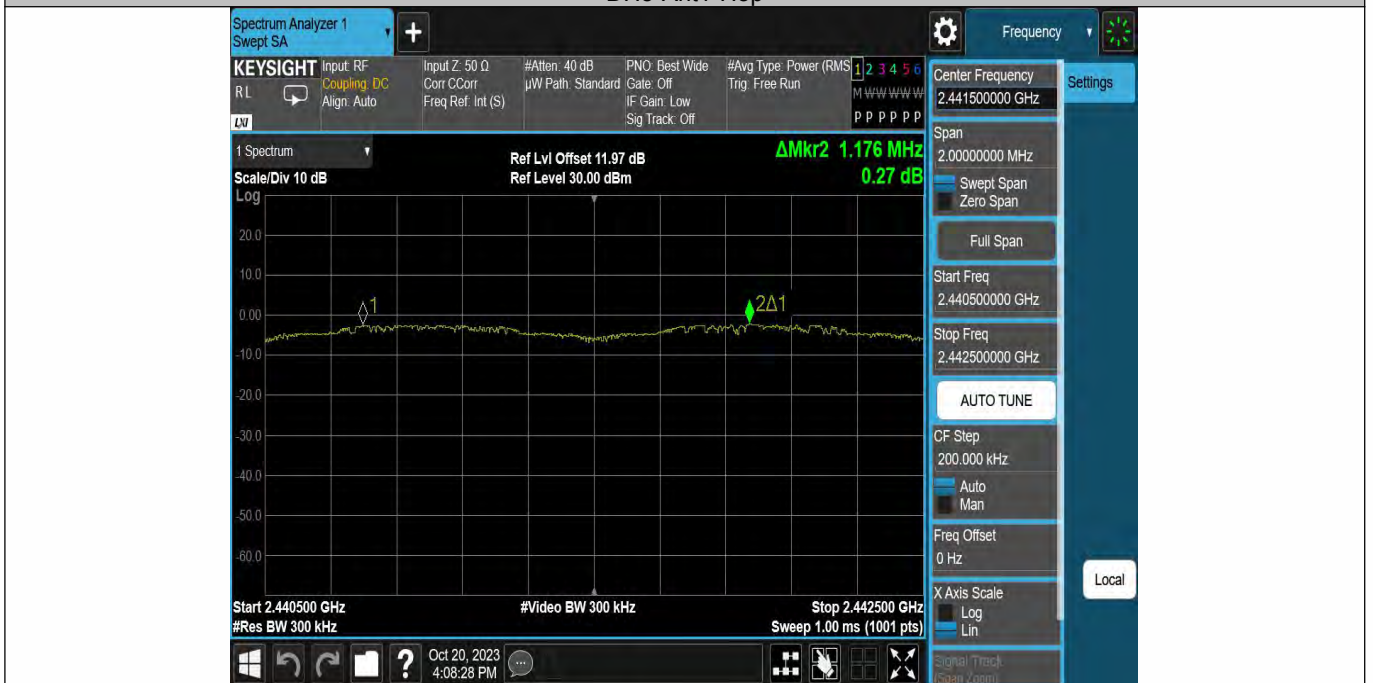 Spectrum Analyzer 1
Swept SA
Frequency
KEYSIGHT
RL
LXI
Input: RF
Coupling: DC
Align: Auto
Input Z: 50 Ω
Corr CCorr
Freq Ref: Int (S)
#Atten: 40 dB
µW Path: Standard
PNO: Best Wide
Gate: Off
IF Gain: Low
Sig Track: Off
#Avg Type: Power (RMS
Trig: Free Run
1 2 3 4 5 6
M W W W W W
P P P P P P
Center Frequency
2.441500000 GHz
Settings
Span
2.00000000 MHz
Swept Span
Zero Span
Full Span
Start Freq
2.440500000 GHz
Stop Freq
2.442500000 GHz
AUTO TUNE
CF Step
200.000 kHz
Auto
Man
Freq Offset
0 Hz
X Axis Scale
Log
Lin
Signal Track
(Span Zoom)
Local
1 Spectrum
Scale/Div 10 dB
Log
Ref Lvl Offset 11.97 dB
Ref Level 30.00 dBm
ΔMkr2 1.176 MHz
0.27 dB
20.0
10.0
0.00
-10.0
-20.0
-30.0
-40.0
-50.0
-60.0
1
2Δ1
Start 2.440500 GHz
#Res BW 300 kHz
#Video BW 300 kHz
Stop 2.442500 GHz
Sweep 1.00 ms (1001 pts)
?
Oct 20, 2023
4:08:28 PM